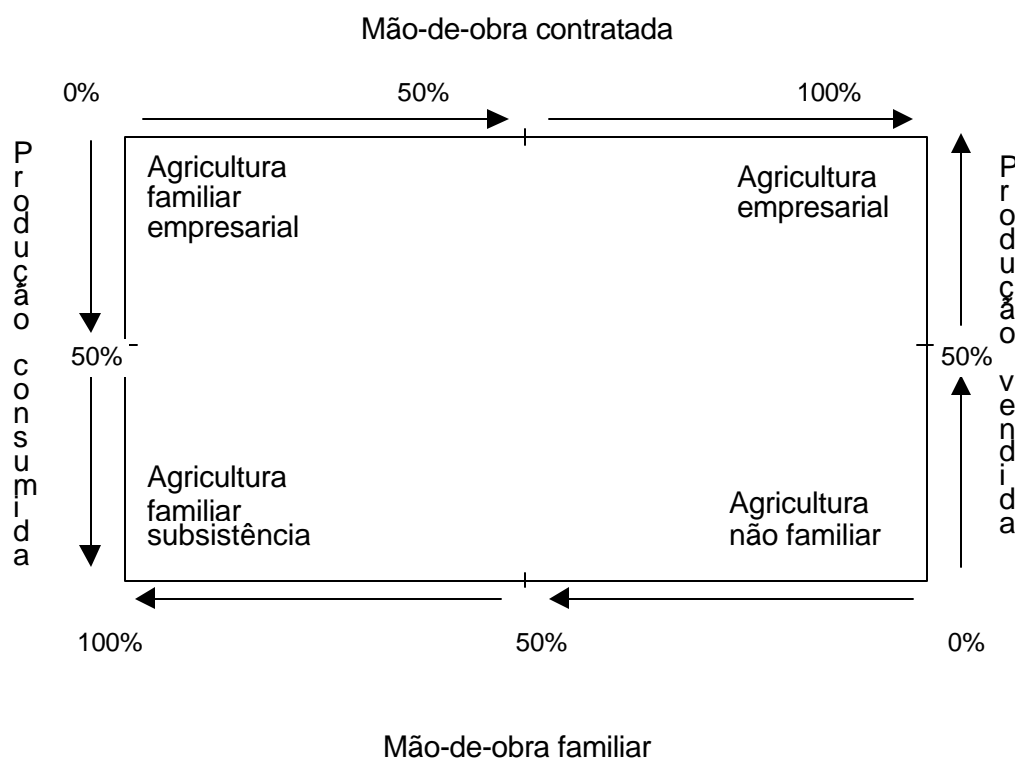 Mão-de-obra contratada
0% 50% 100%
Produção consumida
Produção vendida
Agricultura
familiar
empresarial
Agricultura
empresarial
50%
50%
Agricultura
familiar
subsistência
Agricultura
não familiar
100% 50% 0%
Mão-de-obra familiar